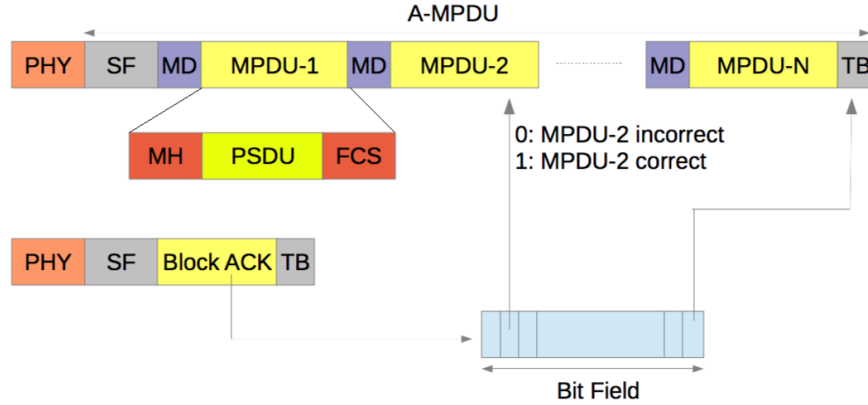 A-MPDU
PHY SF MD MPDU-1 MD MPDU-2 MD MPDU-N TB
MH PSDU FCS
0: MPDU-2 incorrect
1: MPDU-2 correct
PHY SF Block ACK TB
Bit Field